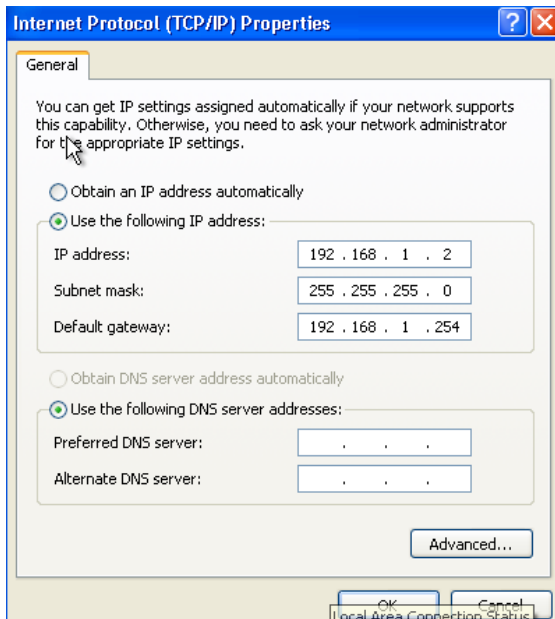 Internet Protocol (TCP/IP) Properties
General
You can get IP settings assigned automatically if your network supports
this capability. Otherwise, you need to ask your network administrator
for the appropriate IP settings.
Obtain an IP address automatically
Use the following IP address:
IP address: 192 . 168 . 1 . 2
Subnet mask: 255 . 255 . 255 . 0
Default gateway: 192 . 168 . 1 . 254
Obtain DNS server address automatically
Use the following DNS server addresses:
Preferred DNS server: . . .
Alternate DNS server: . . .
Advanced...
OK Cancel
Local Area Connection Status